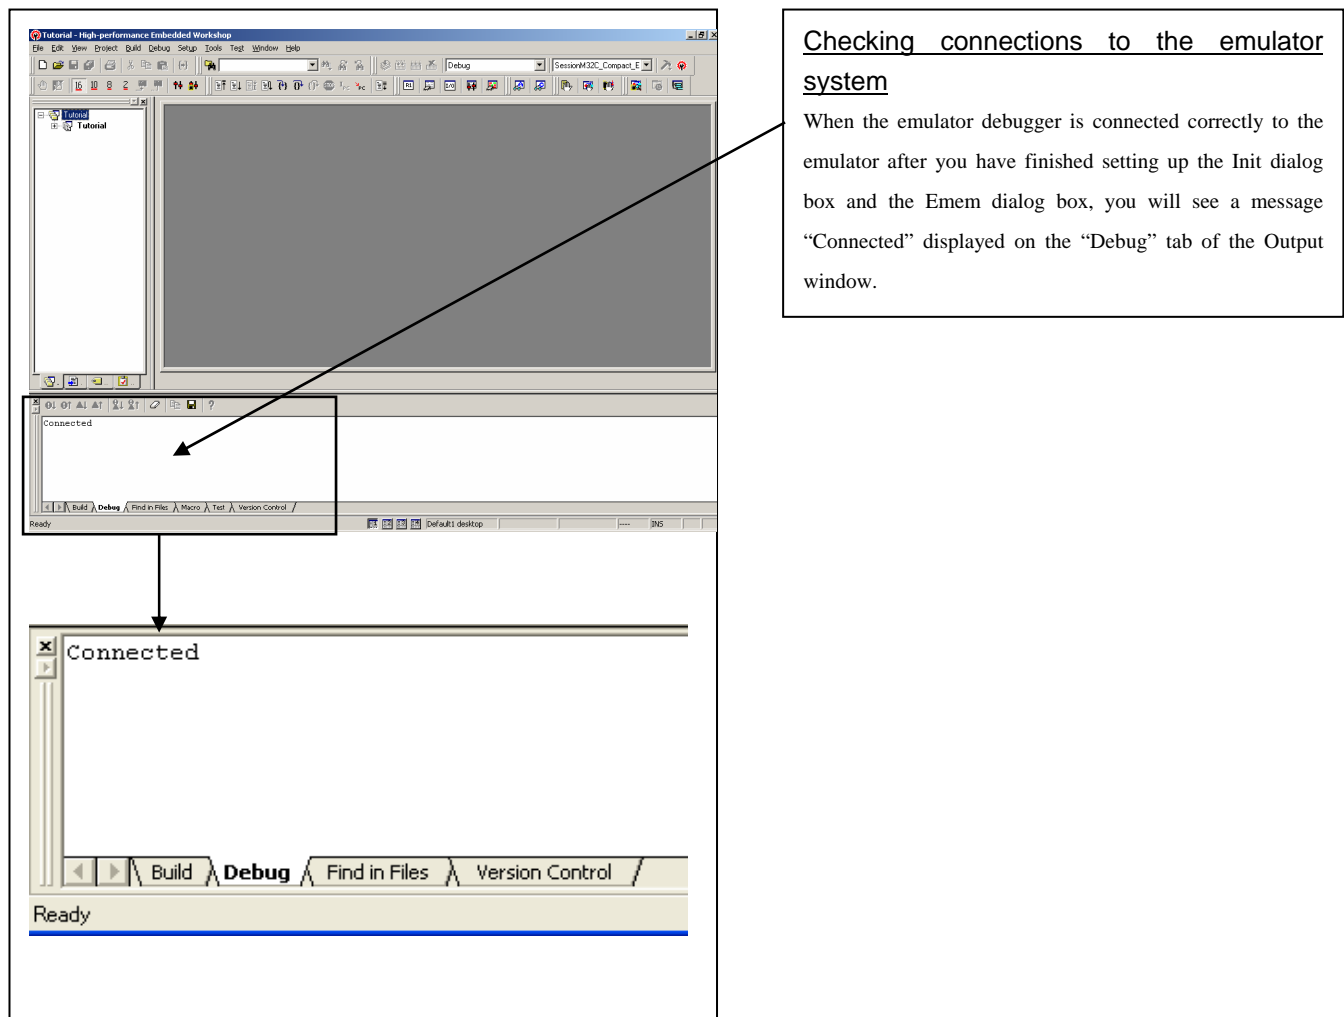 Tutorial - High-performance Embedded Workshop
File Edit View Project Build Debug Setup Tools Test Window Help
Debug
SessionM32C_Compact_E
16 10 8 2
Tutorial
Tutorial
Connected
Build Debug Find in Files Macro Test Version Control
Ready
Default1 desktop
INS
Connected
Build Debug Find in Files Version Control
Ready
Checking connections to the emulator
system
When the emulator debugger is connected correctly to the
emulator after you have finished setting up the Init dialog
box and the Emem dialog box, you will see a message
“Connected” displayed on the “Debug” tab of the Output
window.